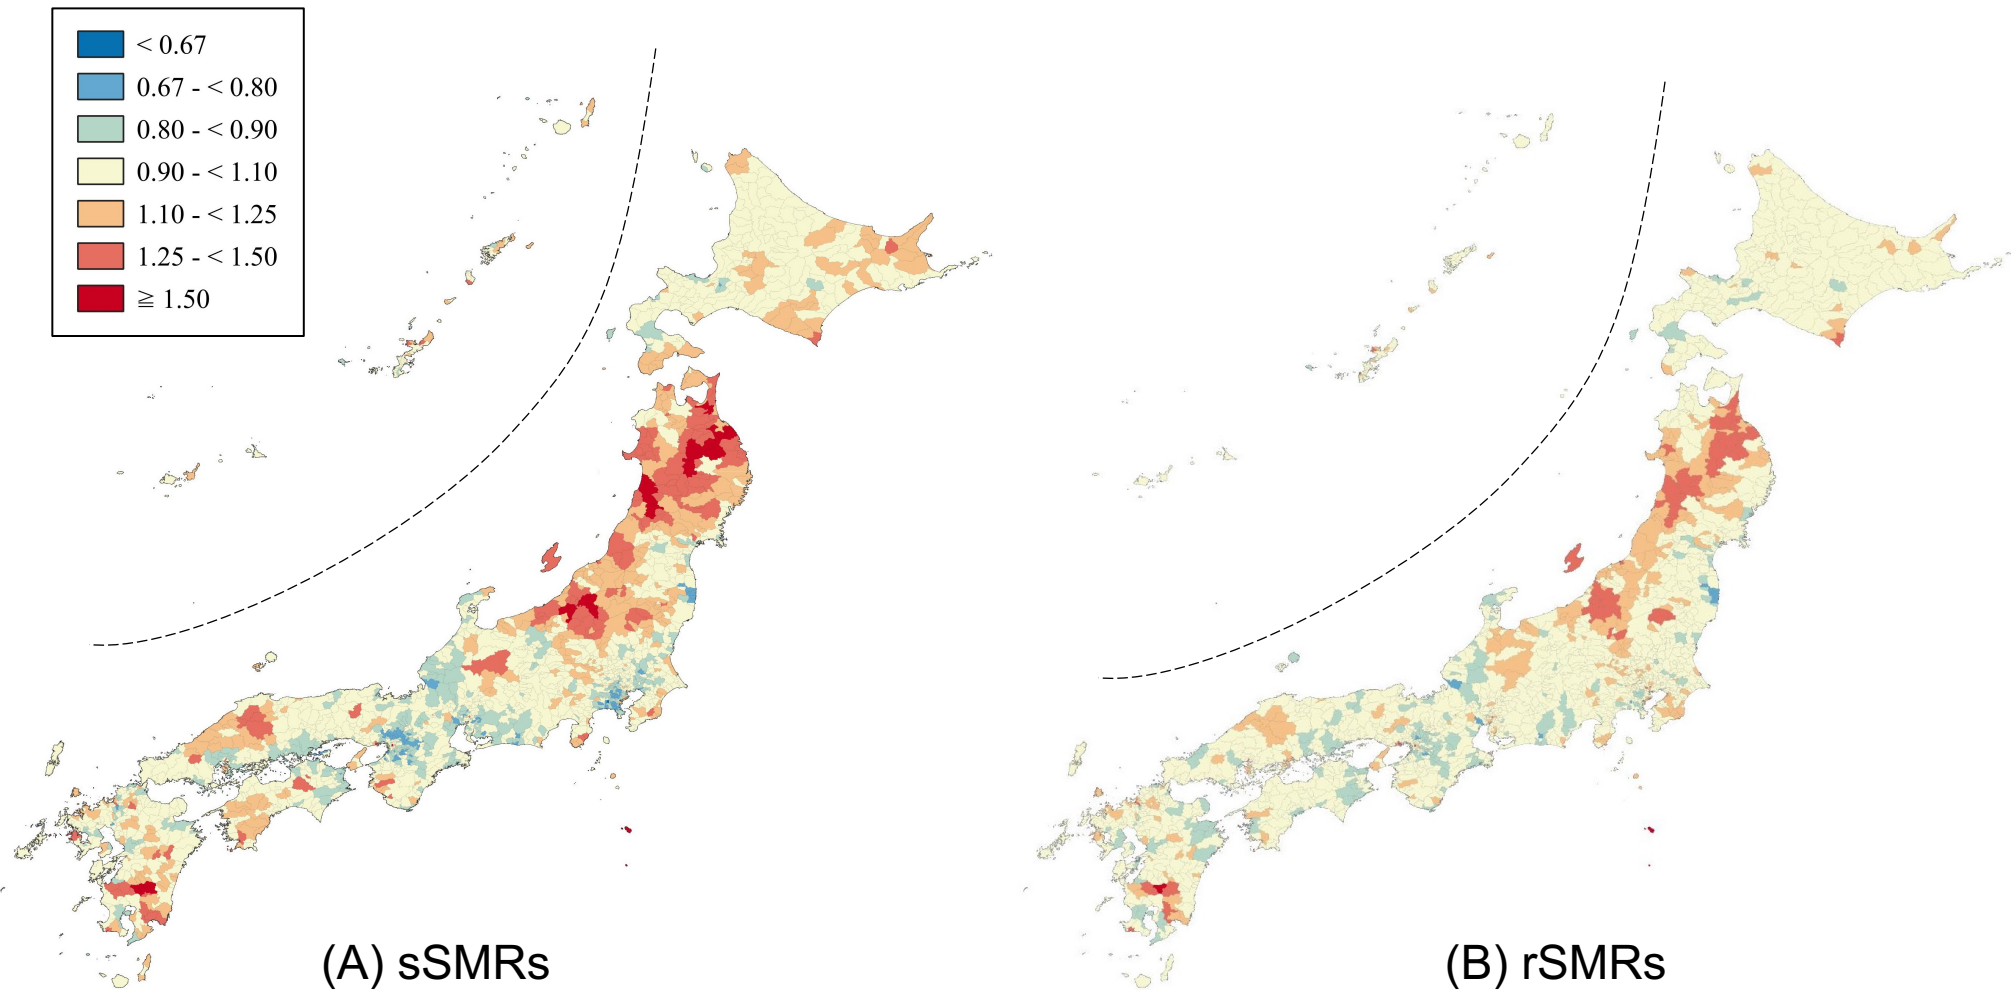 < 0.67
0.67 - < 0.80
0.80 - < 0.90
0.90 - < 1.10
1.10 - < 1.25
1.25 - < 1.50
≧ 1.50
(A) sSMRs
(B) rSMRs